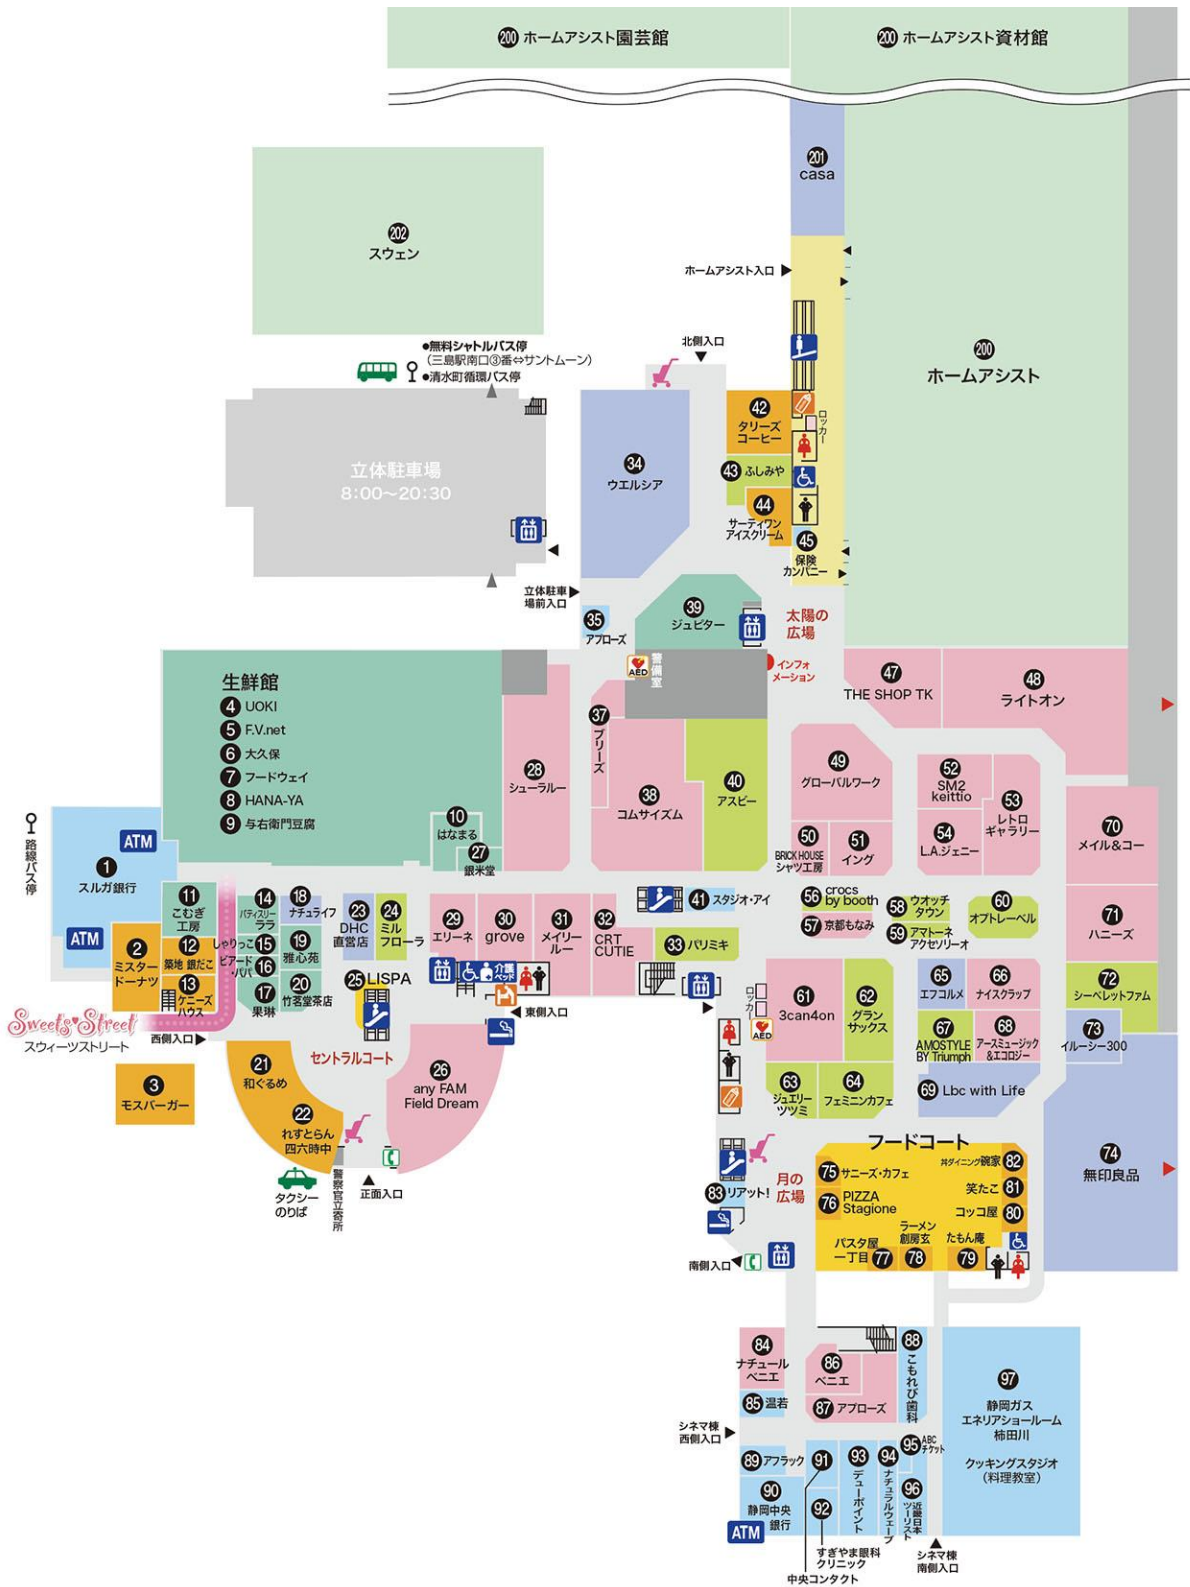 200 ホームアシスト園芸館
200 ホームアシスト資材館
201
casa
202
スウェン
ホームアシスト入口
●無料シャトルバス停
(三島駅南口③番⇔サントムーン)
●清水町循環バス停
北側入口
200
ホームアシスト
立体駐車場
8:00〜20:30
34
ウエルシア
42
タリーズ
コーヒー
ロッカー
43 ふしみや
44
サーティワン
アイスクリーム
45
保険
カンパニー
立体駐車
場前入口
35
アプローズ
39
ジュピター
太陽の
広場
AED
警備室
インフォ
メーション
47
THE SHOP TK
48
ライトオン
生鮮館
4 UOKI
5 F.V.net
6 大久保
7 フードウェイ
8 HANA-YA
9 与右衛門豆腐
10
はなまる
27
銀米堂
28
シューラルー
37
ブリーズ
38
コムサイズム
40
アスビー
49
グローバルワーク
50
BRICK HOUSE
シャツ工房
51
イング
52
SM2
keittio
53
レトロ
ギャラリー
54
L.A.ジェニー
70
メイル&コー
71
ハニーズ
路線バス停
ATM
1
スルガ銀行
ATM
2
ミスター
ドーナツ
11
こむぎ
工房
12
築地 銀だこ
13
ケニーズ
ハウス
14
パティスリー
ララ
しゃりっこ 15
ビアード・パパ 16
17
果琳
18
ナチュライフ
19
雅心苑
20
竹茗堂茶店
23
DHC
直営店
24
ミル
フローラ
25 LISPA
29
エリーネ
30
grove
31
メイリー
ルー
32
CRT
CUTIE
33 パリミキ
41 スタジオ・アイ
56 crocs
by booth
57 京都もなみ
58 ウオッチ
タウン
59 アマトーネ
アクセソリーオ
60
オプトレーベル
介護
ベッド
東側入口
Sweets Street
スウィーツストリート
西側入口
セントラルコート
3
モスバーガー
21
和ぐるめ
22
れすとらん
四六時中
26
any FAM
Field Dream
タクシー
のりば
警察官立寄所
正面入口
ロッカー
AED
61
3can4on
62
グラン
サックス
63
ジュエリー
ツツミ
64
フェミニンカフェ
65
エフコルメ
66
ナイスクラップ
67
AMOSTYLE
BY Triumph
68
アースミュージック
&エコロジー
69 Lbc with Life
72
シーベレットファム
73
イルーシー300
74
無印良品
フードコート
75 サニーズ・カフェ
76 PIZZA
Stagione
パスタ屋
一丁目 77
ラーメン
創房玄
78
たもん庵
79
コッコ屋 80
笑たこ 81
丼ダイニング碗家 82
83 リアット!
月の
広場
南側入口
84
ナチュール
ベニエ
85 温若
86
ベニエ
87 アプローズ
88
こもれび歯科
シネマ棟
西側入口
89 アフラック
90
静岡中央
銀行
ATM
91
92
93
デューポイント
94
ナチュラルウェーブ
95 ABC
チケット
96
近畿日本
ツーリスト
97
静岡ガス
エネリアショールーム
柿田川
クッキングスタジオ
(料理教室)
すぎやま眼科
クリニック
中央コンタクト
シネマ棟
南側入口